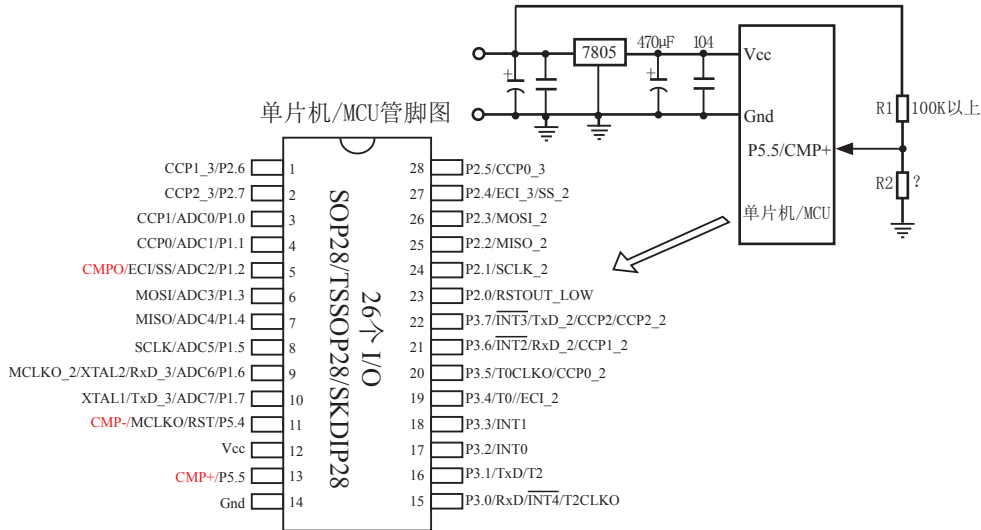 7805
470μF
104
Vcc
Gnd
P5.5/CMP+
单片机/MCU
R1
100K以上
R2
?
单片机/MCU管脚图
CCP1_3/P2.6
1
CCP2_3/P2.7
2
CCP1/ADC0/P1.0
3
CCP0/ADC1/P1.1
4
CMPO/ECI/SS/ADC2/P1.2
5
MOSI/ADC3/P1.3
6
MISO/ADC4/P1.4
7
SCLK/ADC5/P1.5
8
MCLKO_2/XTAL2/RxD_3/ADC6/P1.6
9
XTAL1/TxD_3/ADC7/P1.7
10
CMP-/MCLKO/RST/P5.4
11
Vcc
12
CMP+/P5.5
13
Gnd
14
SOP28/TSSOP28/SKDIP28
26个 I/O
28
P2.5/CCP0_3
27
P2.4/ECI_3/SS_2
26
P2.3/MOSI_2
25
P2.2/MISO_2
24
P2.1/SCLK_2
23
P2.0/RSTOUT_LOW
22
P3.7/INT3/TxD_2/CCP2/CCP2_2
21
P3.6/INT2/RxD_2/CCP1_2
20
P3.5/T0CLKO/CCP0_2
19
P3.4/T0//ECI_2
18
P3.3/INT1
17
P3.2/INT0
16
P3.1/TxD/T2
15
P3.0/RxD/INT4/T2CLKO